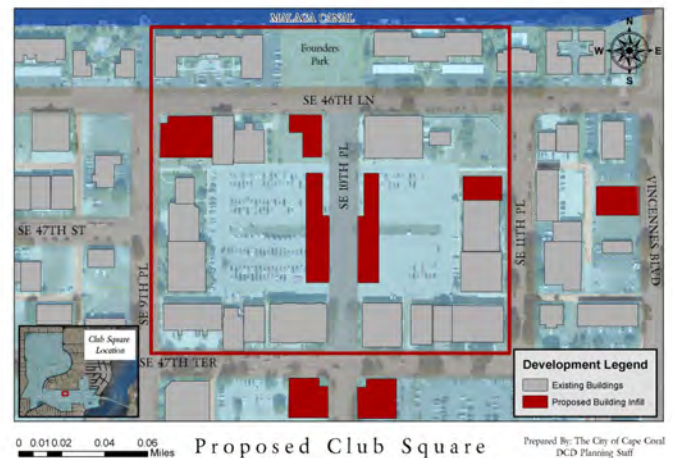 MALAGA CANAL
Founders
Park
N
W
E
S
SE 46TH LN
SE 10TH PL
SE 47TH ST
SE 9TH PL
SE 11TH PL
VINCENNES BLVD
SE 47TH TER
Club Square
Location
Development Legend
Existing Buildings
Proposed Building Infill
0 0.010.02 0.04 0.06
Miles
Proposed Club Square
Prepared By: The City of Cape Coral
DCD Planning Staff